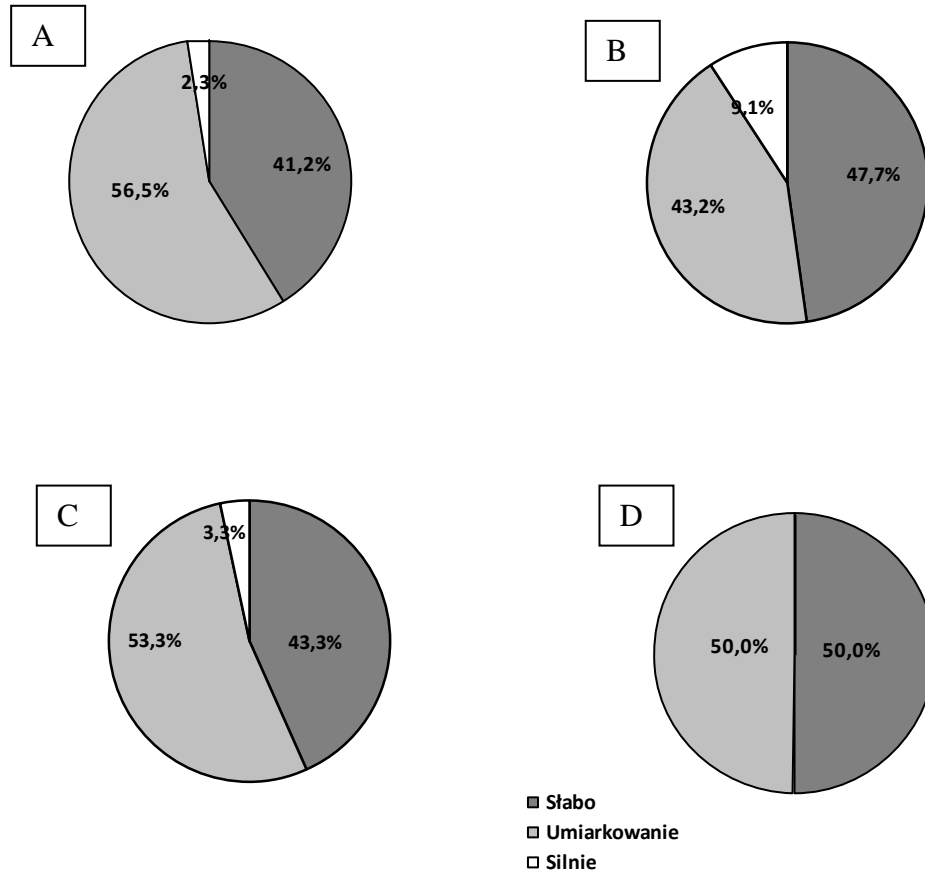 A
2,3%
41,2%
56,5%
B
9,1%
47,7%
43,2%
C
3,3%
53,3%
43,3%
D
50,0%
50,0%
Słabo
Umiarkowanie
Silnie